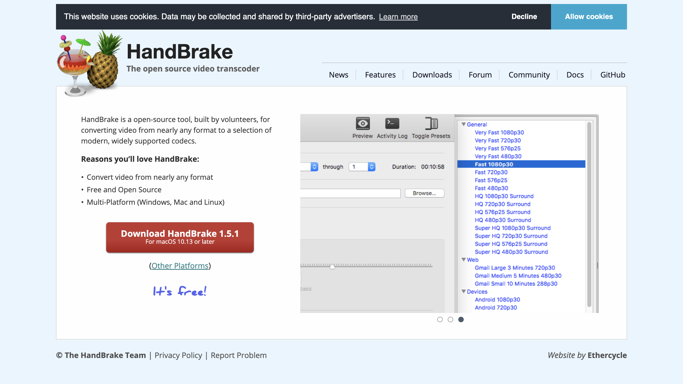 This website uses cookies. Data may be collected and shared by third-party advertisers. Learn more
Decline
Allow cookies
HandBrake
The open source video transcoder
News
Features
Downloads
Forum
Community
Docs
GitHub
HandBrake is a open-source tool, built by volunteers, for
converting video from nearly any format to a selection of
modern, widely supported codecs.
Reasons you'll love HandBrake:
• Convert video from nearly any format
• Free and Open Source
• Multi-Platform (Windows, Mac and Linux)
Download HandBrake 1.5.1
For macOS 10.13 or later
(Other Platforms)
It's free!
Preview
Activity Log
Toggle Presets
through
1
Duration: 00:10:58
Browse...
General
Very Fast 1080p30
Very Fast 720p30
Very Fast 576p25
Very Fast 480p30
Fast 1080p30
Fast 720p30
Fast 576p25
Fast 480p30
HQ 1080p30 Surround
HQ 720p30 Surround
HQ 576p25 Surround
HQ 480p30 Surround
Super HQ 1080p30 Surround
Super HQ 720p30 Surround
Super HQ 576p25 Surround
Super HQ 480p30 Surround
Web
Gmail Large 3 Minutes 720p30
Gmail Medium 5 Minutes 480p30
Gmail Small 10 Minutes 288p30
Devices
Android 1080p30
Android 720p30
© The HandBrake Team | Privacy Policy | Report Problem
Website by Ethercycle